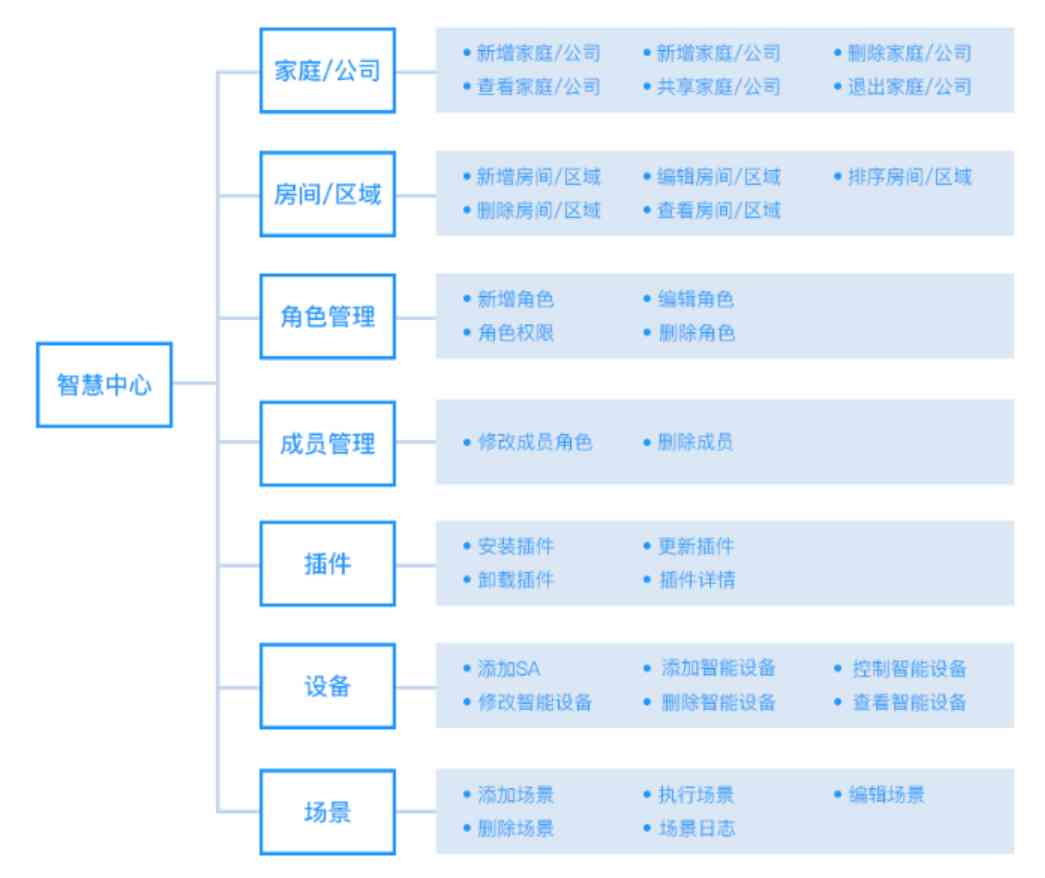 家庭/公司
• 新增家庭/公司 • 新增家庭/公司 • 删除家庭/公司
• 查看家庭/公司 • 共享家庭/公司 • 退出家庭/公司
房间/区域
• 新增房间/区域 • 编辑房间/区域 • 排序房间/区域
• 删除房间/区域 • 查看房间/区域
角色管理
• 新增角色 • 编辑角色
• 角色权限 • 删除角色
智慧中心
成员管理
• 修改成员角色 • 删除成员
插件
• 安装插件 • 更新插件
• 卸载插件 • 插件详情
设备
• 添加SA • 添加智能设备 • 控制智能设备
• 修改智能设备 • 删除智能设备 • 查看智能设备
场景
• 添加场景 • 执行场景 • 编辑场景
• 删除场景 • 场景日志